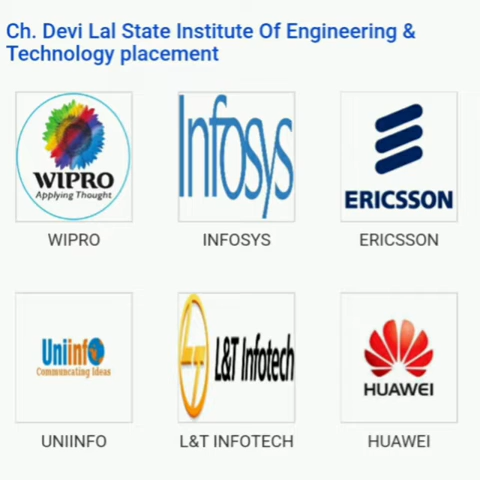 Ch. Devi Lal State Institute Of Engineering &
Technology placement
WIPRO
Applying Thought
Infosys
ERICSSON
WIPRO
INFOSYS
ERICSSON
Uniinfo
Communcating Ideas
L&T Infotech
HUAWEI
UNIINFO
L&T INFOTECH
HUAWEI